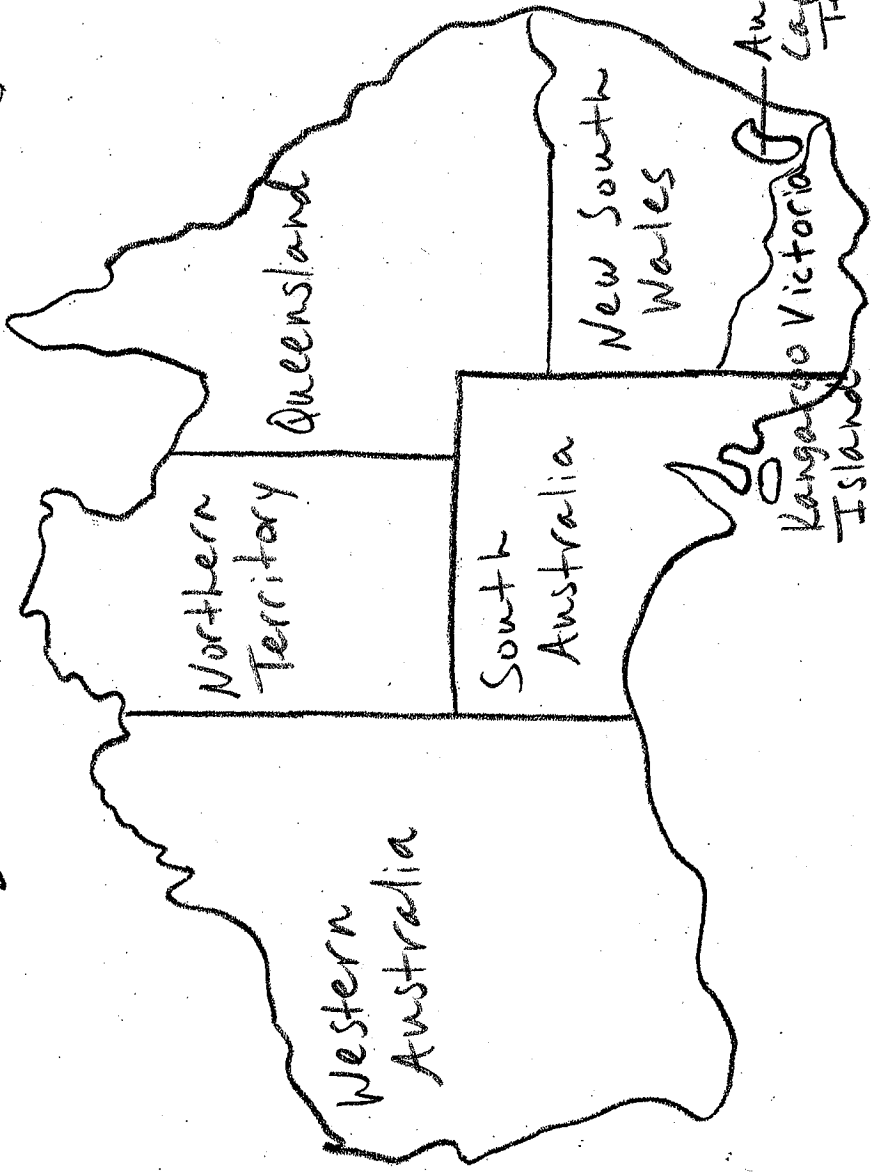 Western
Australia
Northern
Territory
Queensland
South
Australia
New South
Wales
Victoria
Kangaroo
Island